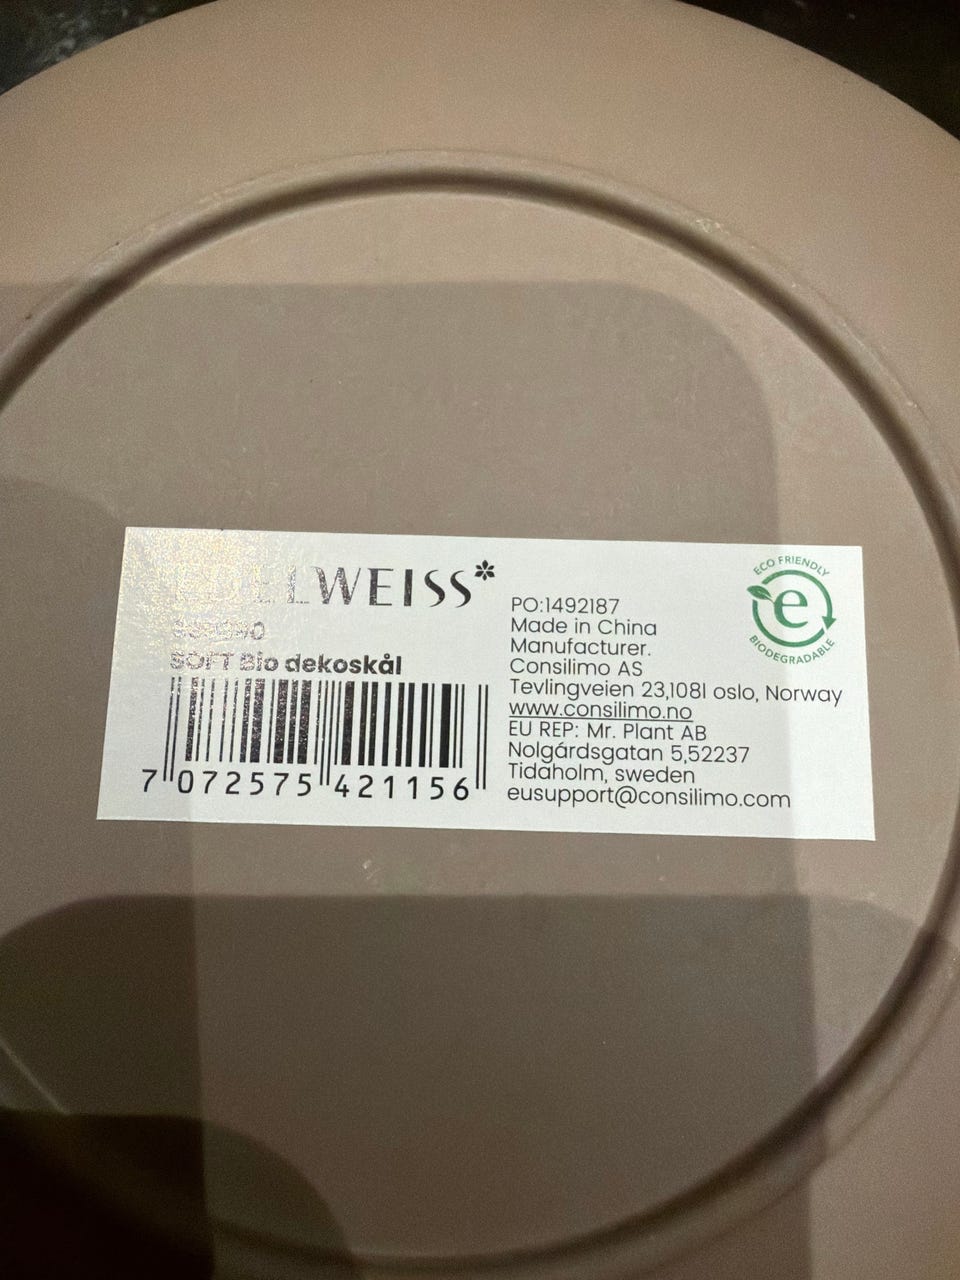 EDELWEISS*
SOFT Bio dekoskål
7 072575 421156
PO:1492187
Made in China
Manufacturer.
Consilimo AS
Tevlingveien 23,1081 oslo, Norway
www.consilimo.no
EU REP: Mr. Plant AB
Nolgárdsgatan 5,52237
Tidaholm, sweden
eusupport@consilimo.com
ECO FRIENDLY
e
BIODEGRADABLE